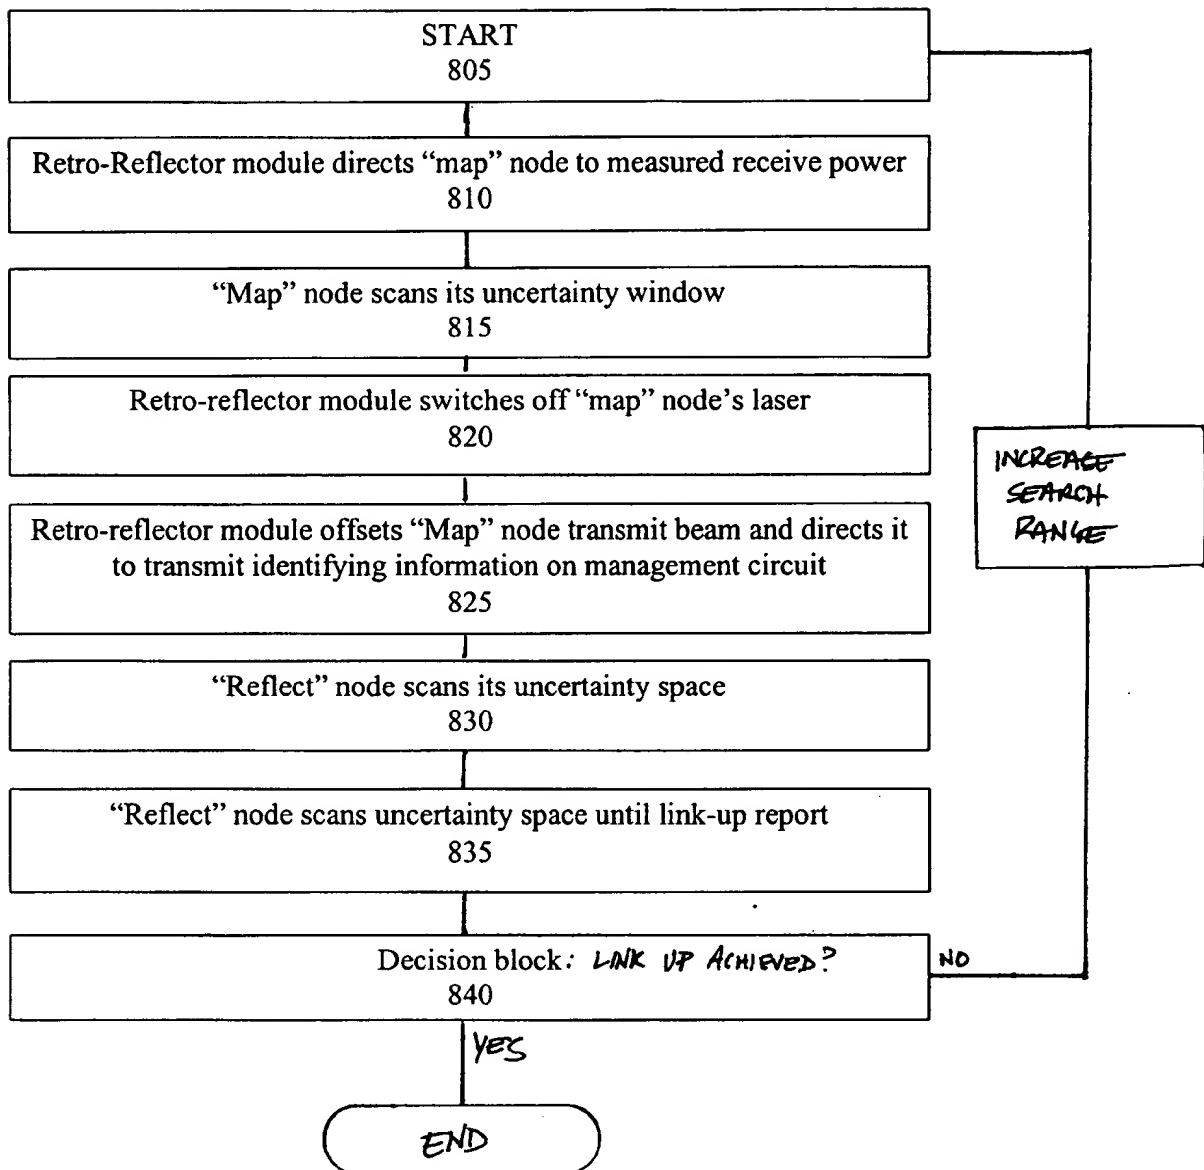 START
805
Retro-Reflector module directs “map” node to measured receive power
810
“Map” node scans its uncertainty window
815
Retro-reflector module switches off “map” node’s laser
820
Retro-reflector module offsets “Map” node transmit beam and directs it
to transmit identifying information on management circuit
825
“Reflect” node scans its uncertainty space
830
“Reflect” node scans uncertainty space until link-up report
835
Decision block: LINK UP ACHIEVED?
840
NO
INCREASE
SEARCH
RANGE
YES
END